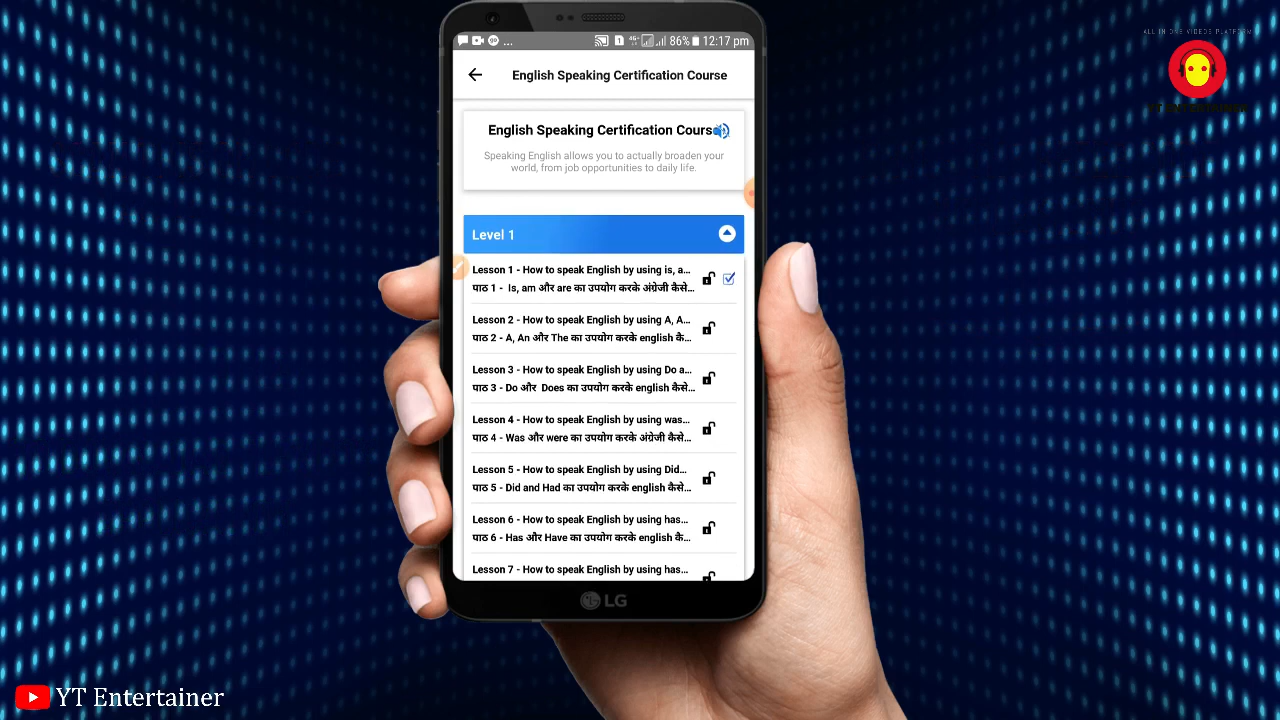 ALL IN ONE VIDEOS PLATFORM
YT ENTERTAINER
... 1 4G+ 86% 12:17 pm
English Speaking Certification Course
English Speaking Certification Cours
Speaking English allows you to actually broaden your
world, from job opportunities to daily life.
Level 1
Lesson 1 - How to speak English by using is, a...
पाठ 1 - Is, am और are का उपयोग करके अंग्रेजी कैसे...
Lesson 2 - How to speak English by using A, A...
पाठ 2 - A, An और The का उपयोग करके english कै...
Lesson 3 - How to speak English by using Do a...
पाठ 3 - Do और Does का उपयोग करके english कैसे...
Lesson 4 - How to speak English by using was...
पाठ 4 - Was और were का उपयोग करके अंग्रेजी कैसे...
Lesson 5 - How to speak English by using Did...
पाठ 5 - Did and Had का उपयोग करके english कैसे...
Lesson 6 - How to speak English by using has...
पाठ 6 - Has और Have का उपयोग करके english कै...
Lesson 7 - How to speak English by using has...
LG
YT Entertainer